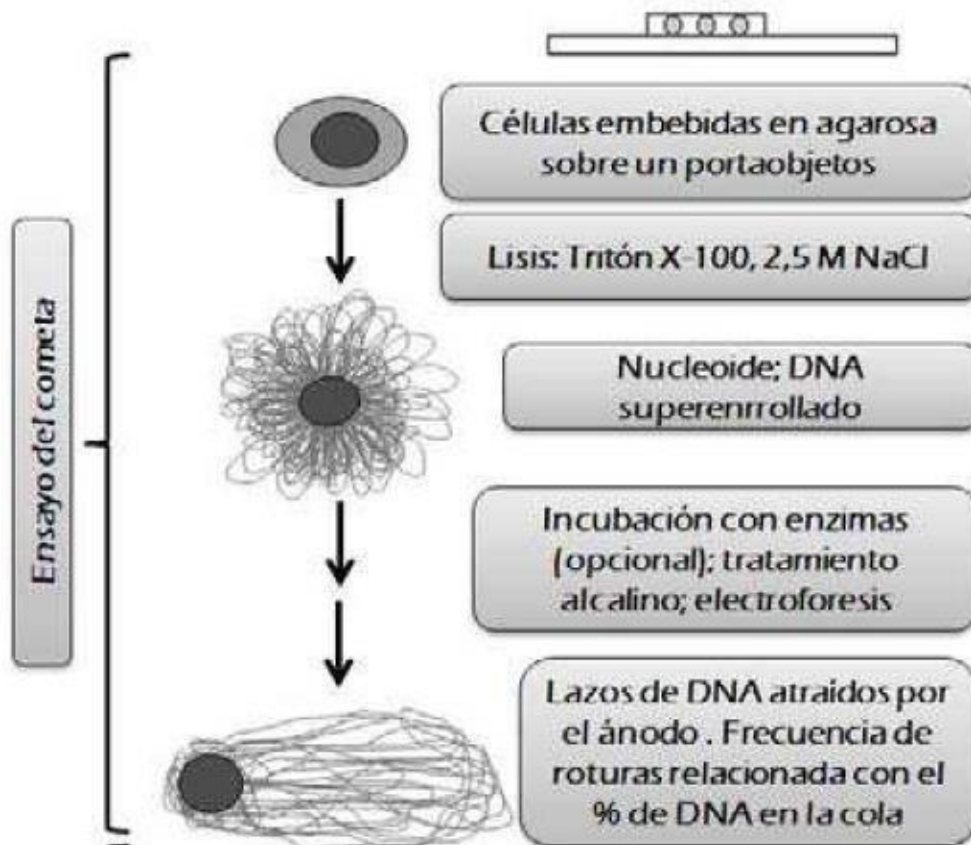 Ensayo del cometa
Células embebidas en agarosa
sobre un portaobjetos
Lisis: Tritón X-100, 2,5 M NaCl
Nucleoide; DNA
superenrrollado
Incubación con enzimas
(opcional); tratamiento
alcalino; electroforesis
Lazos de DNA atraídos por
el ánodo . Frecuencia de
roturas relacionada con el
% de DNA en la cola